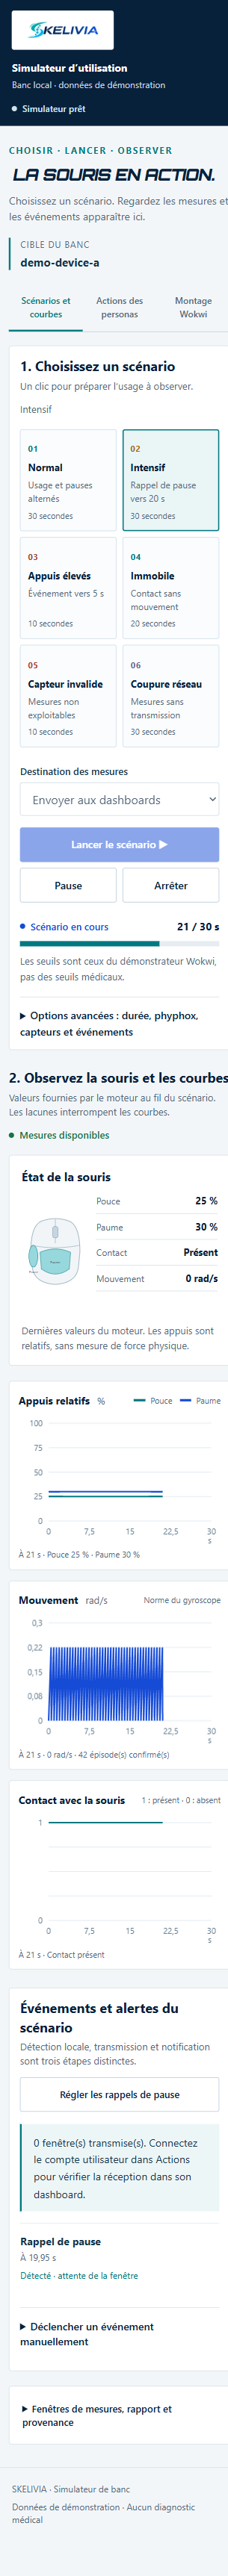 SKELIVIA
Simulateur d'utilisation
Banc local · données de démonstration
Simulateur prêt
CHOISIR · LANCER · OBSERVER
LA SOURIS EN ACTION.
Choisissez un scénario. Regardez les mesures et
les événements apparaître ici.
CIBLE DU BANC
demo-device-a
Scénarios et
courbes
Actions des
personas
Montage
Wokwi
1. Choisissez un scénario
Un clic pour préparer l'usage à observer.
Intensif
01
Normal
Usage et pauses
alternés
30 secondes
02
Intensif
Rappel de pause
vers 20 s
30 secondes
03
Appuis élevés
Événement vers 5 s
10 secondes
04
Immobile
Contact sans
mouvement
20 secondes
05
Capteur invalide
Mesures non
exploitables
10 secondes
06
Coupure réseau
Mesures sans
transmission
30 secondes
Destination des mesures
Envoyer aux dashboards
Lancer le scénario ▶
Pause
Arrêter
Scénario en cours 21 / 30 s
Les seuils sont ceux du démonstrateur Wokwi,
pas des seuils médicaux.
▶ Options avancées : durée, phyphox,
capteurs et événements
2. Observez la souris et les courbes
Valeurs fournies par le moteur au fil du scénario.
Les lacunes interrompent les courbes.
Mesures disponibles
État de la souris
Pouce 25 %
Paume 30 %
Contact Présent
Mouvement 0 rad/s
Dernières valeurs du moteur. Les appuis sont
relatifs, sans mesure de force physique.
Appuis relatifs %
Pouce Paume
100
75
50
25
0
0 7,5 15 22,5 30
s
À 21 s · Pouce 25 % · Paume 30 %
Mouvement rad/s
Norme du gyroscope
0,3
0,22
0,15
0,08
0
0 7,5 15 22,5 30
s
À 21 s · 0 rad/s · 42 épisode(s) confirmé(s)
Contact avec la souris
1 : présent · 0 : absent
1
0
0 7,5 15 22,5 30
s
À 21 s · Contact présent
Événements et alertes du
scénario
Détection locale, transmission et notification
sont trois étapes distinctes.
Régler les rappels de pause
0 fenêtre(s) transmise(s). Connectez
le compte utilisateur dans Actions
pour vérifier la réception dans son
dashboard.
Rappel de pause
À 19,95 s
Détecté · attente de la fenêtre
▶ Déclencher un événement
manuellement
▶ Fenêtres de mesures, rapport et
provenance
SKELIVIA · Simulateur de banc
Données de démonstration · Aucun diagnostic
médical